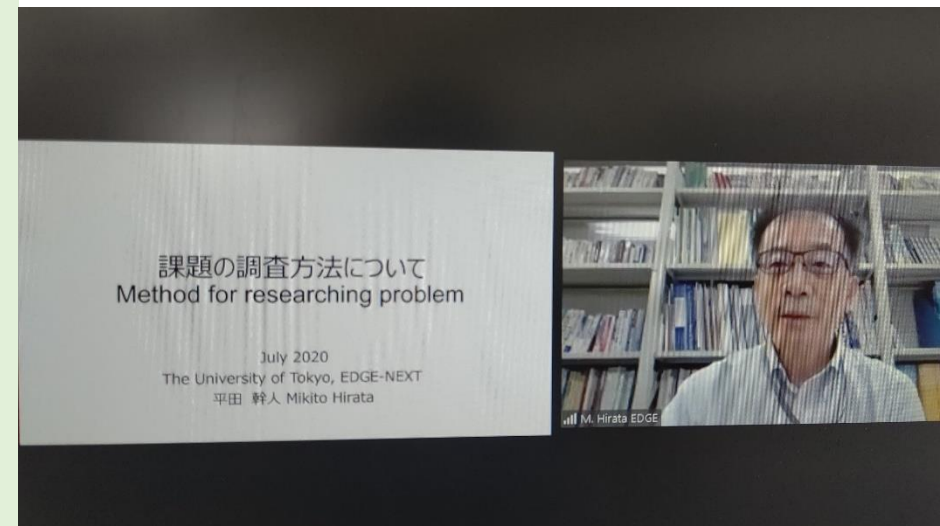 課題の調査方法について
Method for researching problem
July 2020
The University of Tokyo, EDGE-NEXT
平田 幹人 Mikito Hirata
M. Hirata EDGE